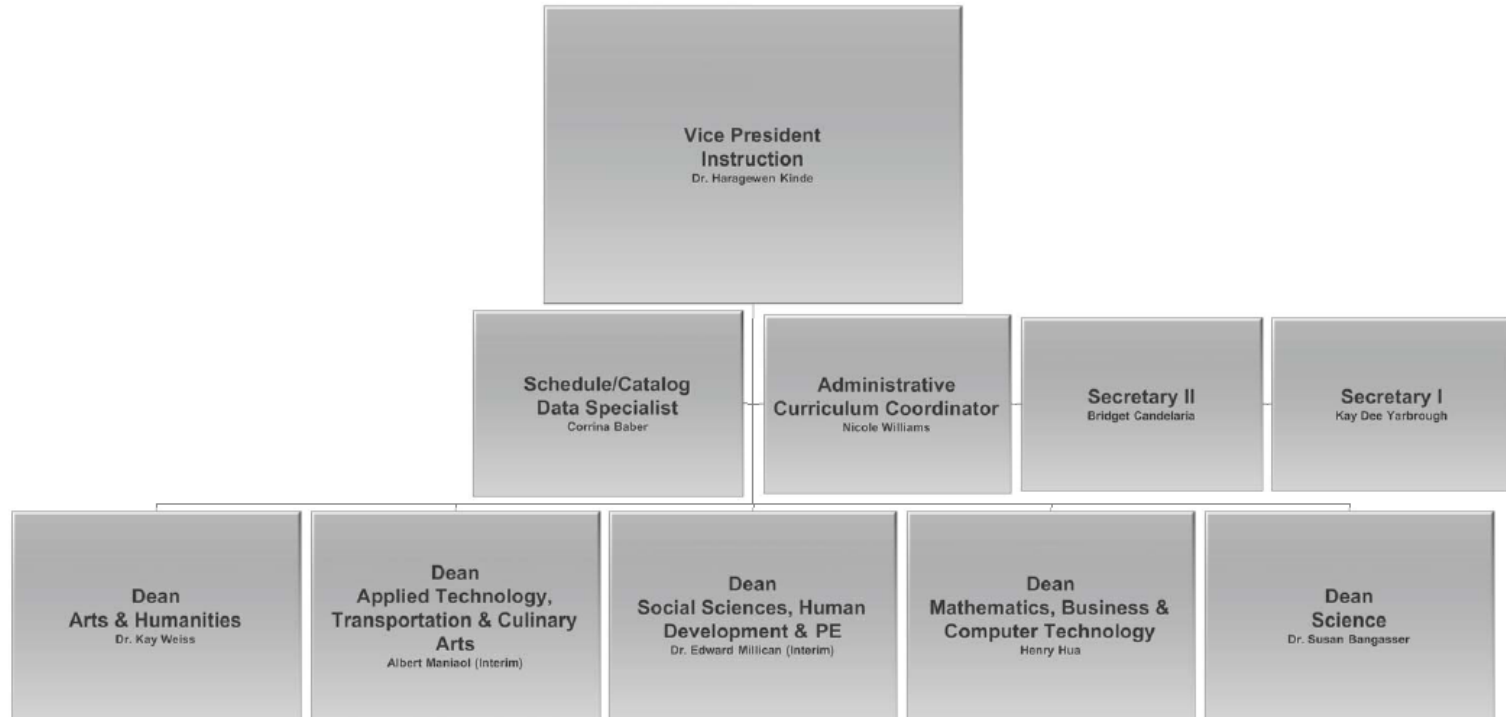 Vice President
Instruction
Dr. Haragewen Kinde
Schedule/Catalog
Data Specialist
Corrina Baber
Administrative
Curriculum Coordinator
Nicole Williams
Secretary II
Bridget Candelaria
Secretary I
Kay Dee Yarbrough
Dean
Arts & Humanities
Dr. Kay Weiss
Dean
Applied Technology,
Transportation & Culinary
Arts
Albert Maniaol (Interim)
Dean
Social Sciences, Human
Development & PE
Dr. Edward Millican (Interim)
Dean
Mathematics, Business &
Computer Technology
Henry Hua
Dean
Science
Dr. Susan Bangasser